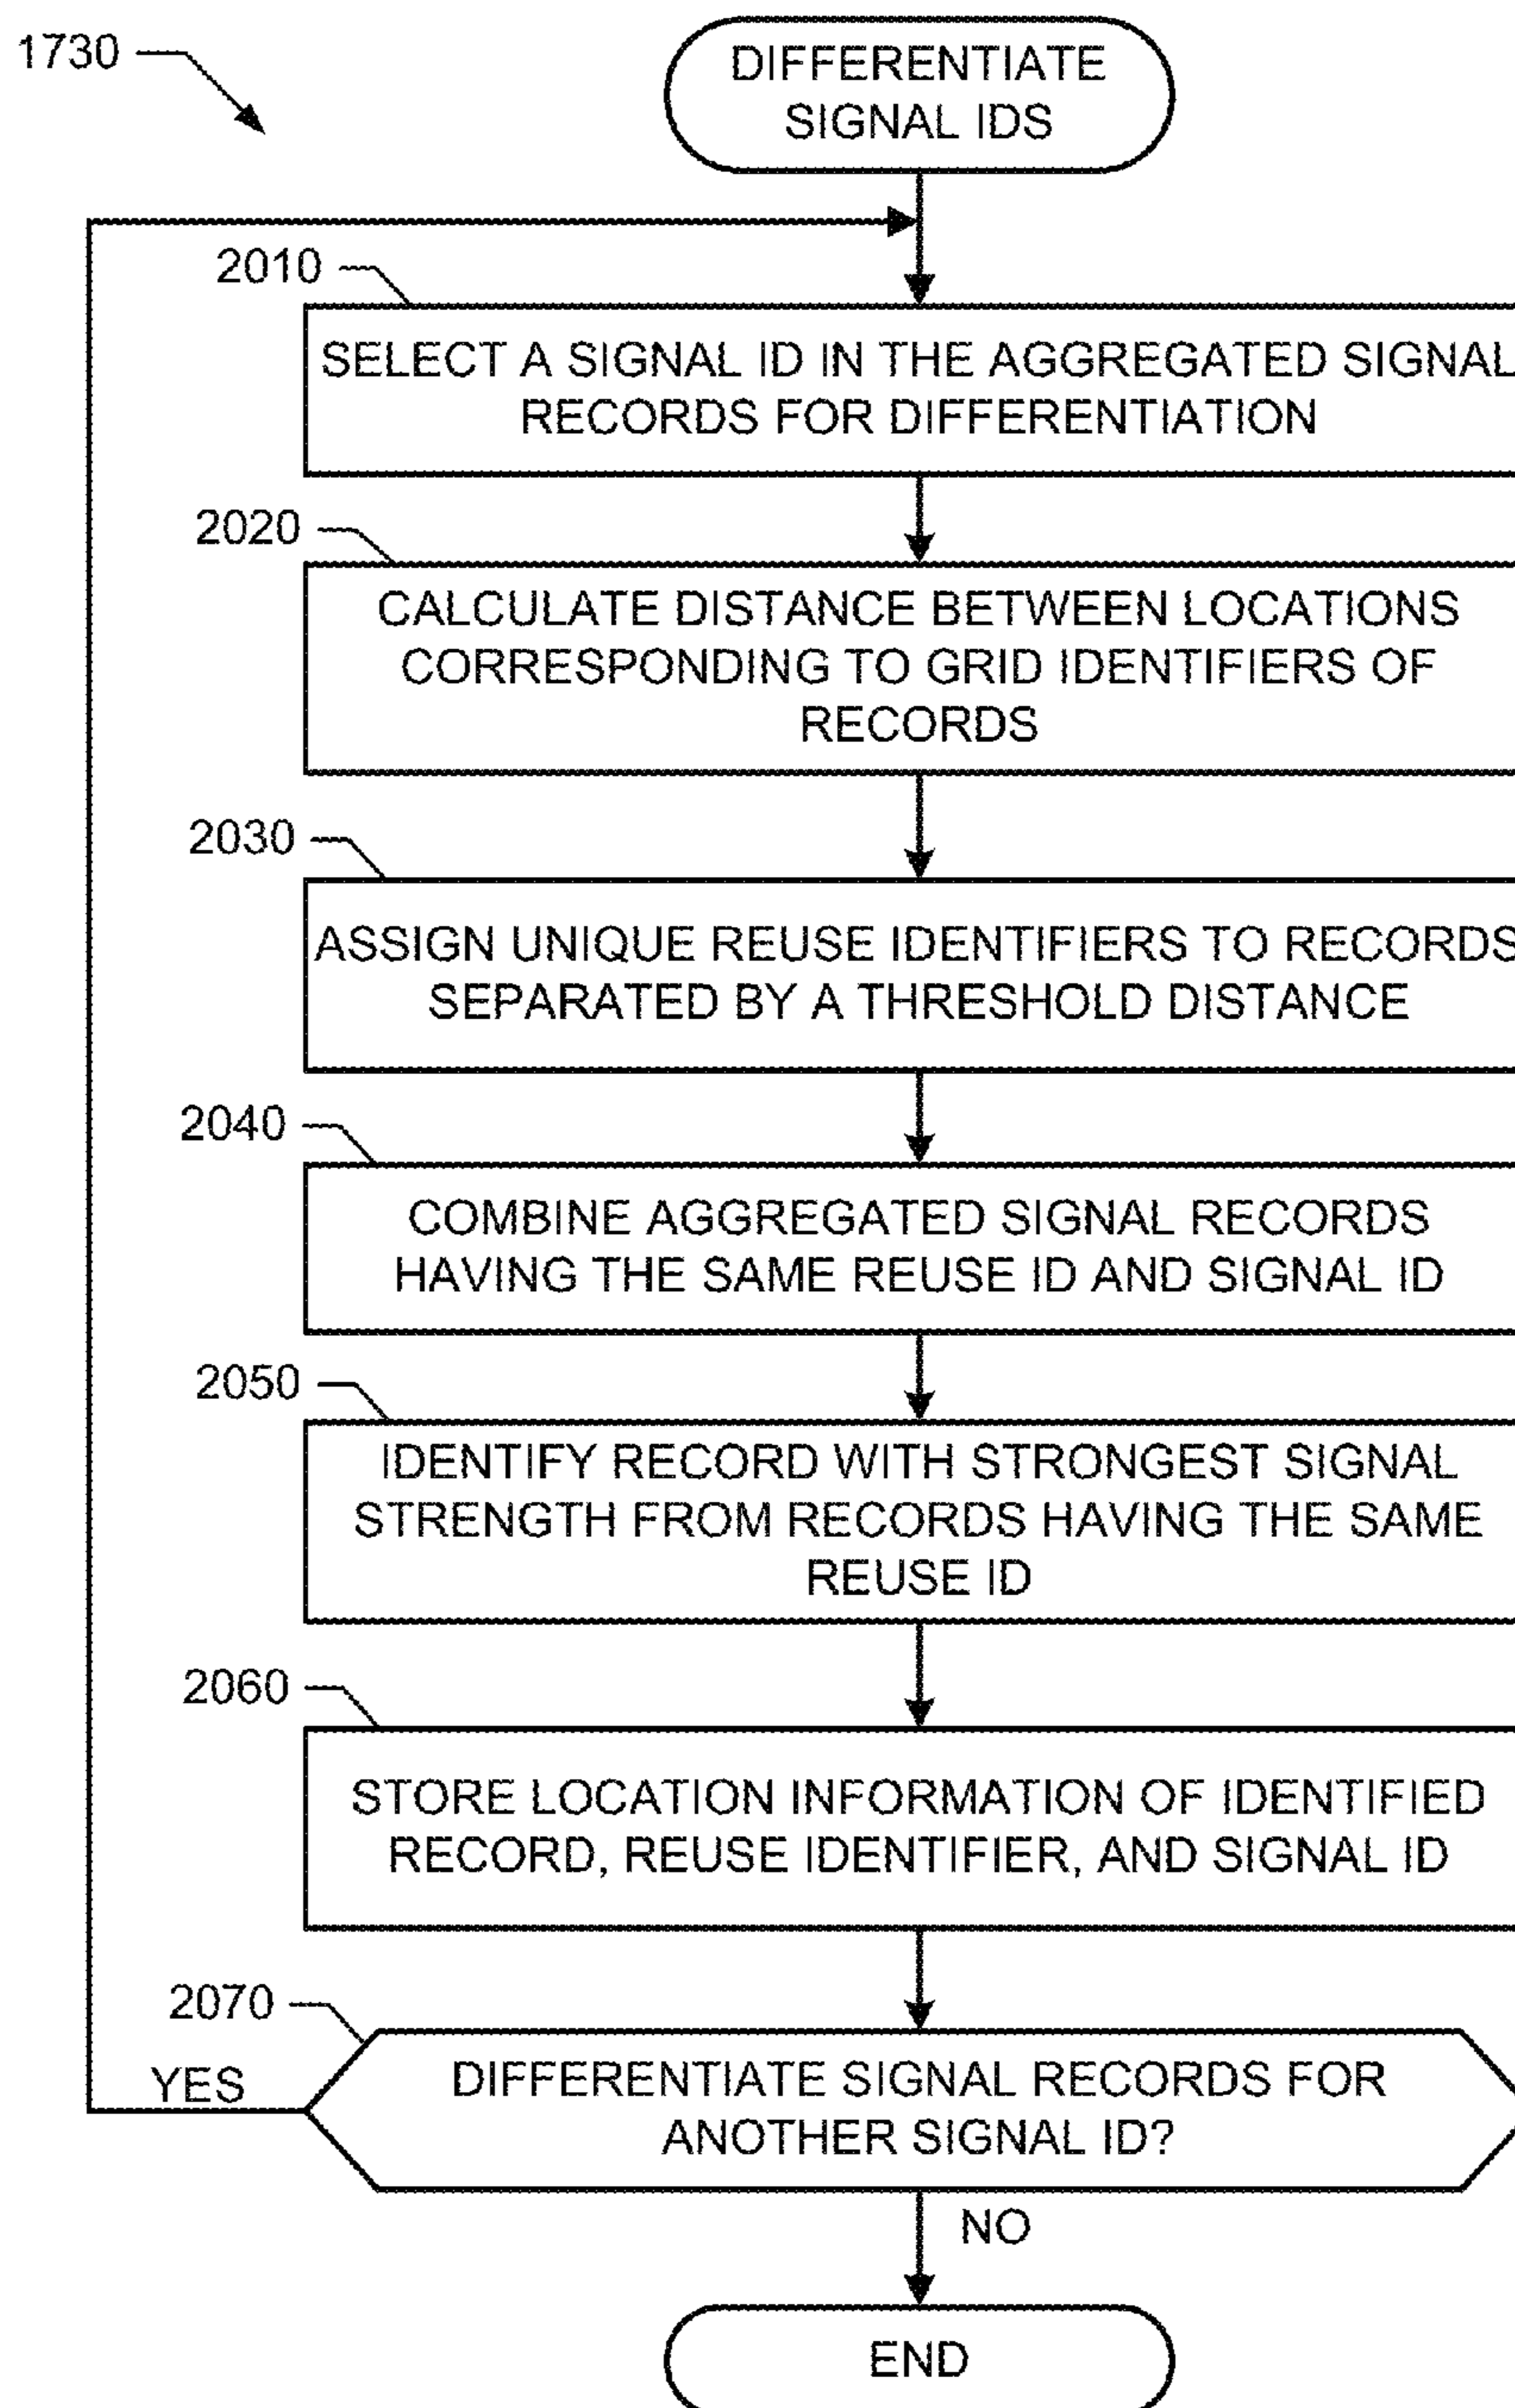 1730
DIFFERENTIATE
SIGNAL IDS
2010
SELECT A SIGNAL ID IN THE AGGREGATED SIGNAL
RECORDS FOR DIFFERENTIATION
2020
CALCULATE DISTANCE BETWEEN LOCATIONS
CORRESPONDING TO GRID IDENTIFIERS OF
RECORDS
2030
ASSIGN UNIQUE REUSE IDENTIFIERS TO RECORDS
SEPARATED BY A THRESHOLD DISTANCE
2040
COMBINE AGGREGATED SIGNAL RECORDS
HAVING THE SAME REUSE ID AND SIGNAL ID
2050
IDENTIFY RECORD WITH STRONGEST SIGNAL
STRENGTH FROM RECORDS HAVING THE SAME
REUSE ID
2060
STORE LOCATION INFORMATION OF IDENTIFIED
RECORD, REUSE IDENTIFIER, AND SIGNAL ID
2070
YES
DIFFERENTIATE SIGNAL RECORDS FOR
ANOTHER SIGNAL ID?
NO
END